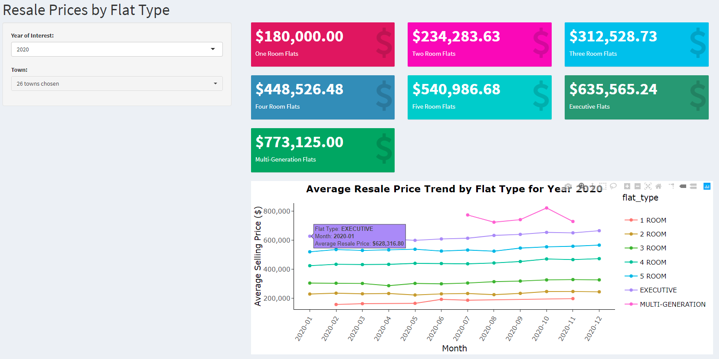 Resale Prices by Flat Type
Year of Interest:
2020
Town:
26 towns chosen
$180,000.00
One Room Flats
$
$234,283.63
Two Room Flats
$
$312,528.73
Three Room Flats
$
$448,526.48
Four Room Flats
$
$540,986.68
Five Room Flats
$
$635,565.24
Executive Flats
$
$773,125.00
Multi-Generation Flats
$
Average Resale Price Trend by Flat Type for Year 2020
Average Selling Price ($)
800,000
600,000
400,000
200,000
Flat Type: EXECUTIVE
Month: 2020-01
Average Resale Price: $628,316.80
2020-01
2020-02
2020-03
2020-04
2020-05
2020-06
2020-07
2020-08
2020-09
2020-10
2020-11
2020-12
Month
flat_type
1 ROOM
2 ROOM
3 ROOM
4 ROOM
5 ROOM
EXECUTIVE
MULTI-GENERATION